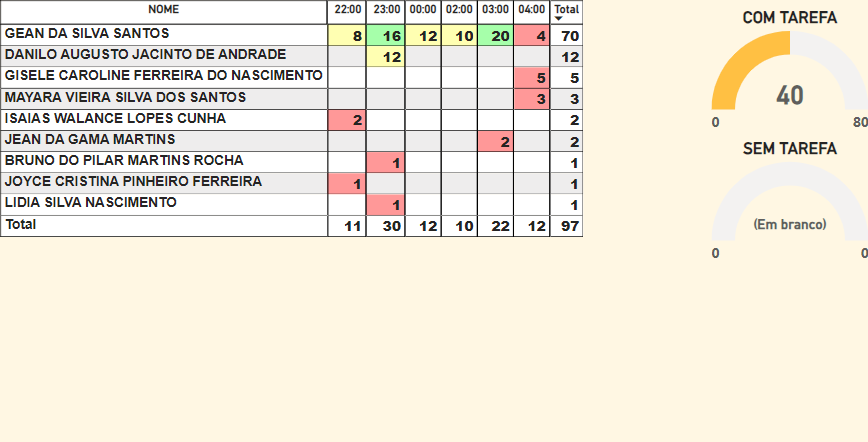 NOME 22:00 23:00 00:00 02:00 03:00 04:00 Total
GEAN DA SILVA SANTOS 8 16 12 10 20 4 70
DANILO AUGUSTO JACINTO DE ANDRADE 12 12
GISELE CAROLINE FERREIRA DO NASCIMENTO 5 5
MAYARA VIEIRA SILVA DOS SANTOS 3 3
ISAIAS WALANCE LOPES CUNHA 2 2
JEAN DA GAMA MARTINS 2 2
BRUNO DO PILAR MARTINS ROCHA 1 1
JOYCE CRISTINA PINHEIRO FERREIRA 1 1
LIDIA SILVA NASCIMENTO 1 1
Total 11 30 12 10 22 12 97
COM TAREFA
40
0 80
SEM TAREFA
(Em branco)
0 0